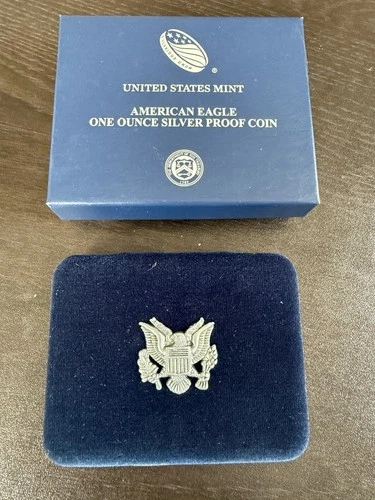 UNITED STATES MINT
AMERICAN EAGLE
ONE OUNCE SILVER PROOF COIN